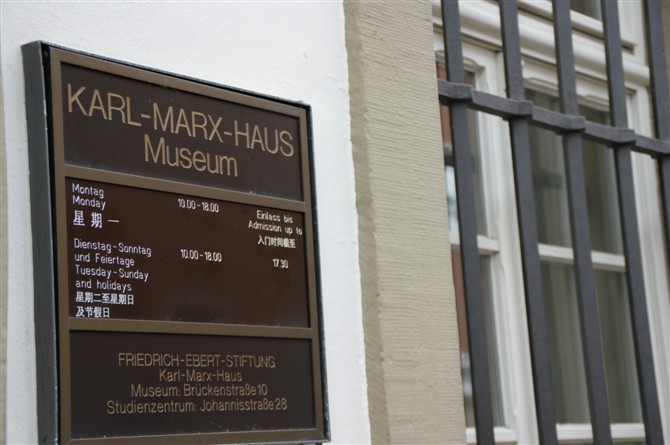 KARL-MARX-HAUS
Museum
Montag
Monday
星期一
10.00-18.00
Einlass bis
Admission up to
入门时间截至
Dienstag-Sonntag
und Feiertage
Tuesday-Sunday
and holidays
星期二至星期日
及节假日
10.00-18.00
17.30
FRIEDRICH-EBERT-STIFTUNG
Karl-Marx-Haus
Museum: Brückenstraße 10
Studienzentrum: Johannisstraße 28